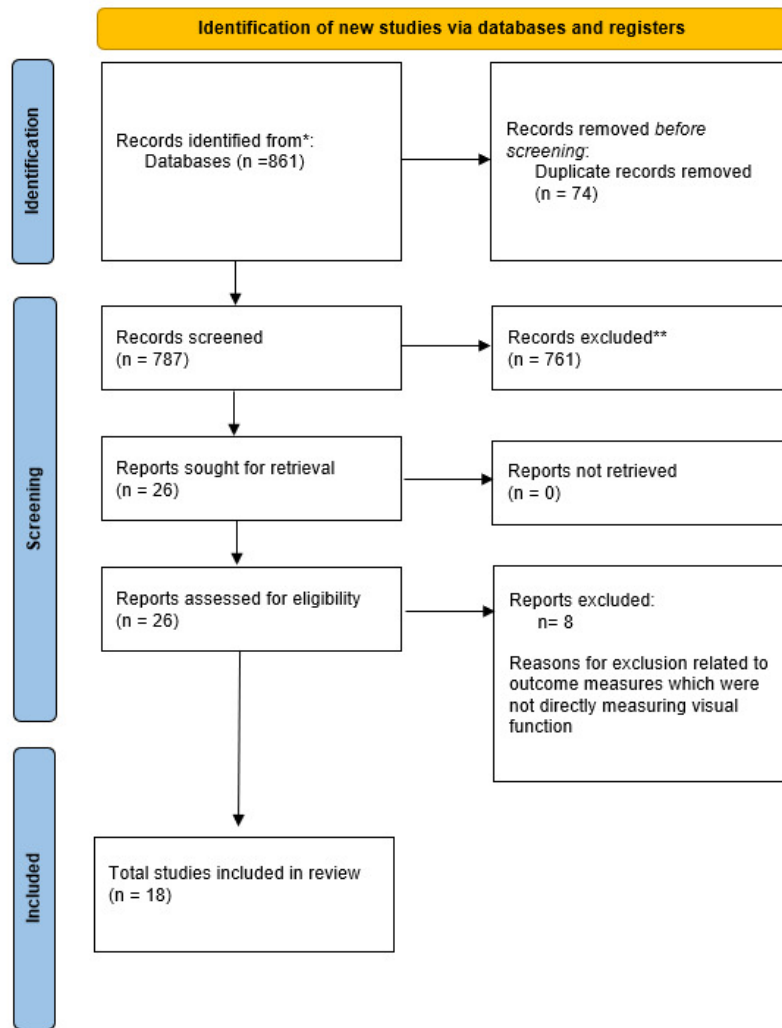 Identification of new studies via databases and registers
Identification
Records identified from*:
Databases (n =861)
Records removed before
screening:
Duplicate records removed
(n = 74)
Screening
Records screened
(n = 787)
Records excluded**
(n = 761)
Reports sought for retrieval
(n = 26)
Reports not retrieved
(n = 0)
Reports assessed for eligibility
(n = 26)
Reports excluded:
n= 8
Reasons for exclusion related to
outcome measures which were
not directly measuring visual
function
Included
Total studies included in review
(n = 18)